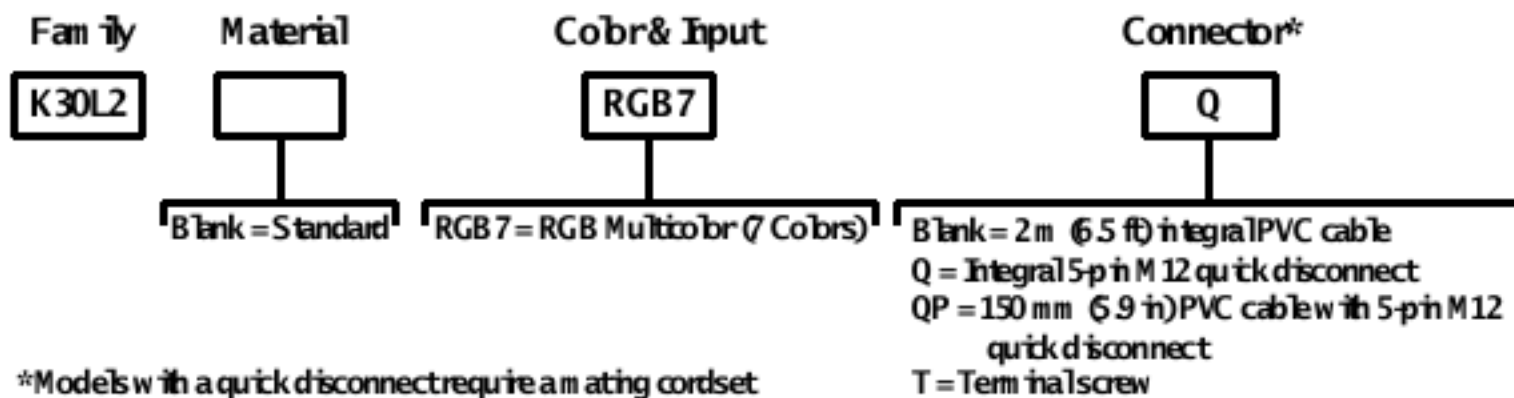 Family Material Color & Input Connector*
K30L2 RGB7 Q
Blank = Standard
RGB7 = RGB Multicolor (7 Colors)
Blank = 2 m (6.5 ft) integral PVC cable
Q = Integral 5-pin M12 quick disconnect
QP = 150 mm (5.9 in) PVC cable with 5-pin M12
quick disconnect
T = Terminal screw
*Models with a quick disconnect require a mating cordset